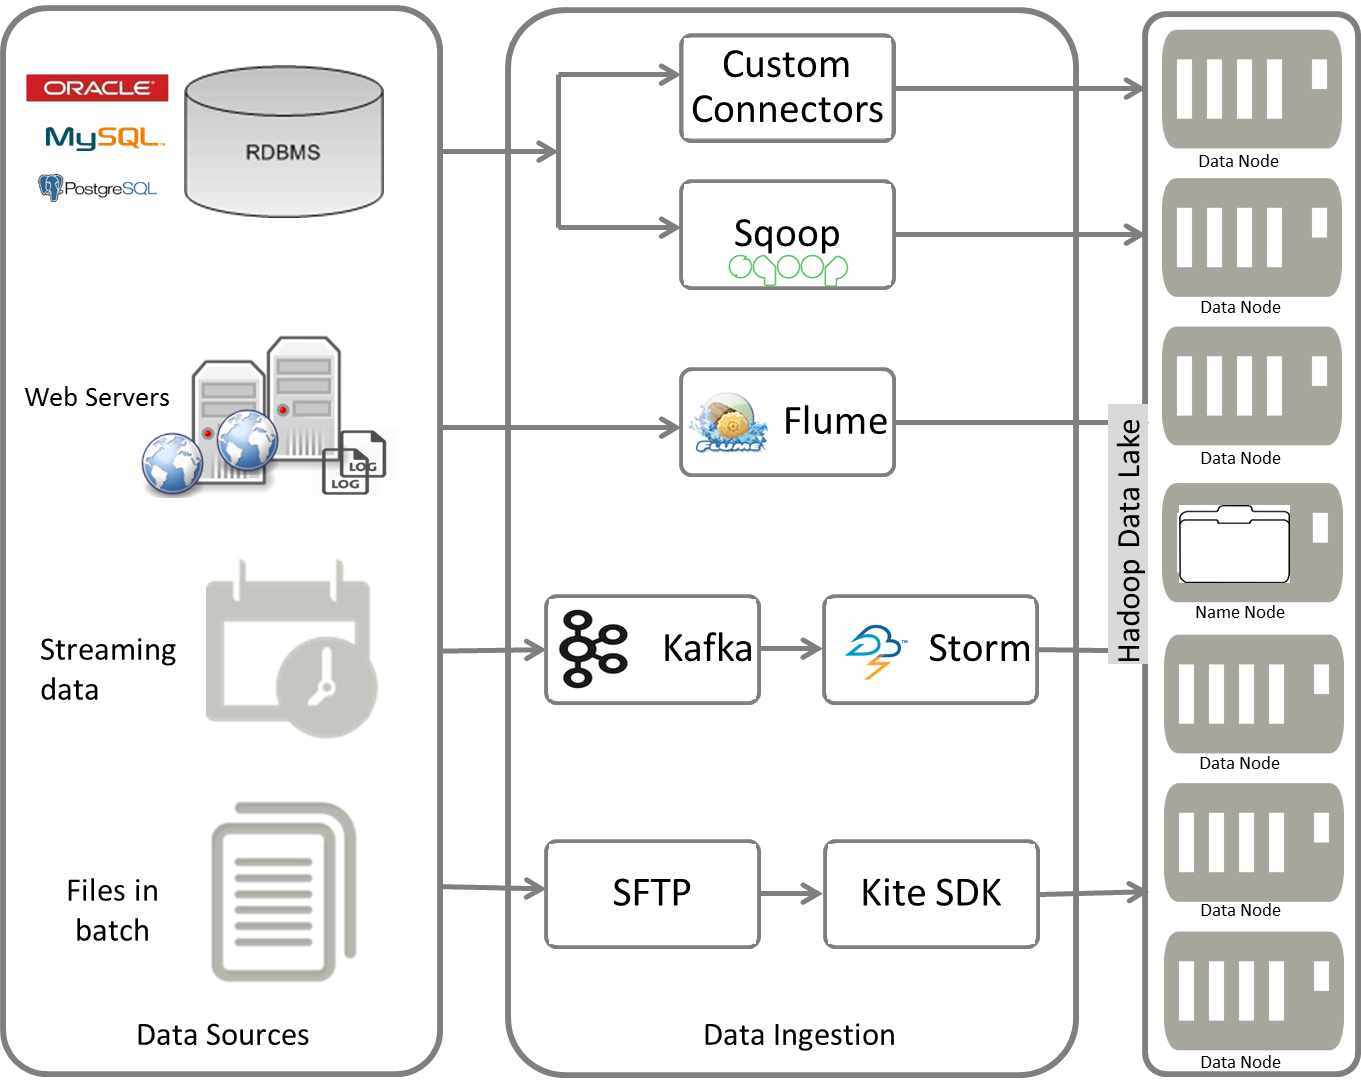 ORACLE
MySQL™
PostgreSQL
RDBMS
Web Servers
LOG
LOG
Streaming
data
Files in
batch
Data Sources
Custom
Connectors
Sqoop
sqoop
Flume
FLUME
Kafka
Storm
™
SFTP
Kite SDK
Data Ingestion
Hadoop Data Lake
Data Node
Data Node
Data Node
Name Node
Data Node
Data Node
Data Node